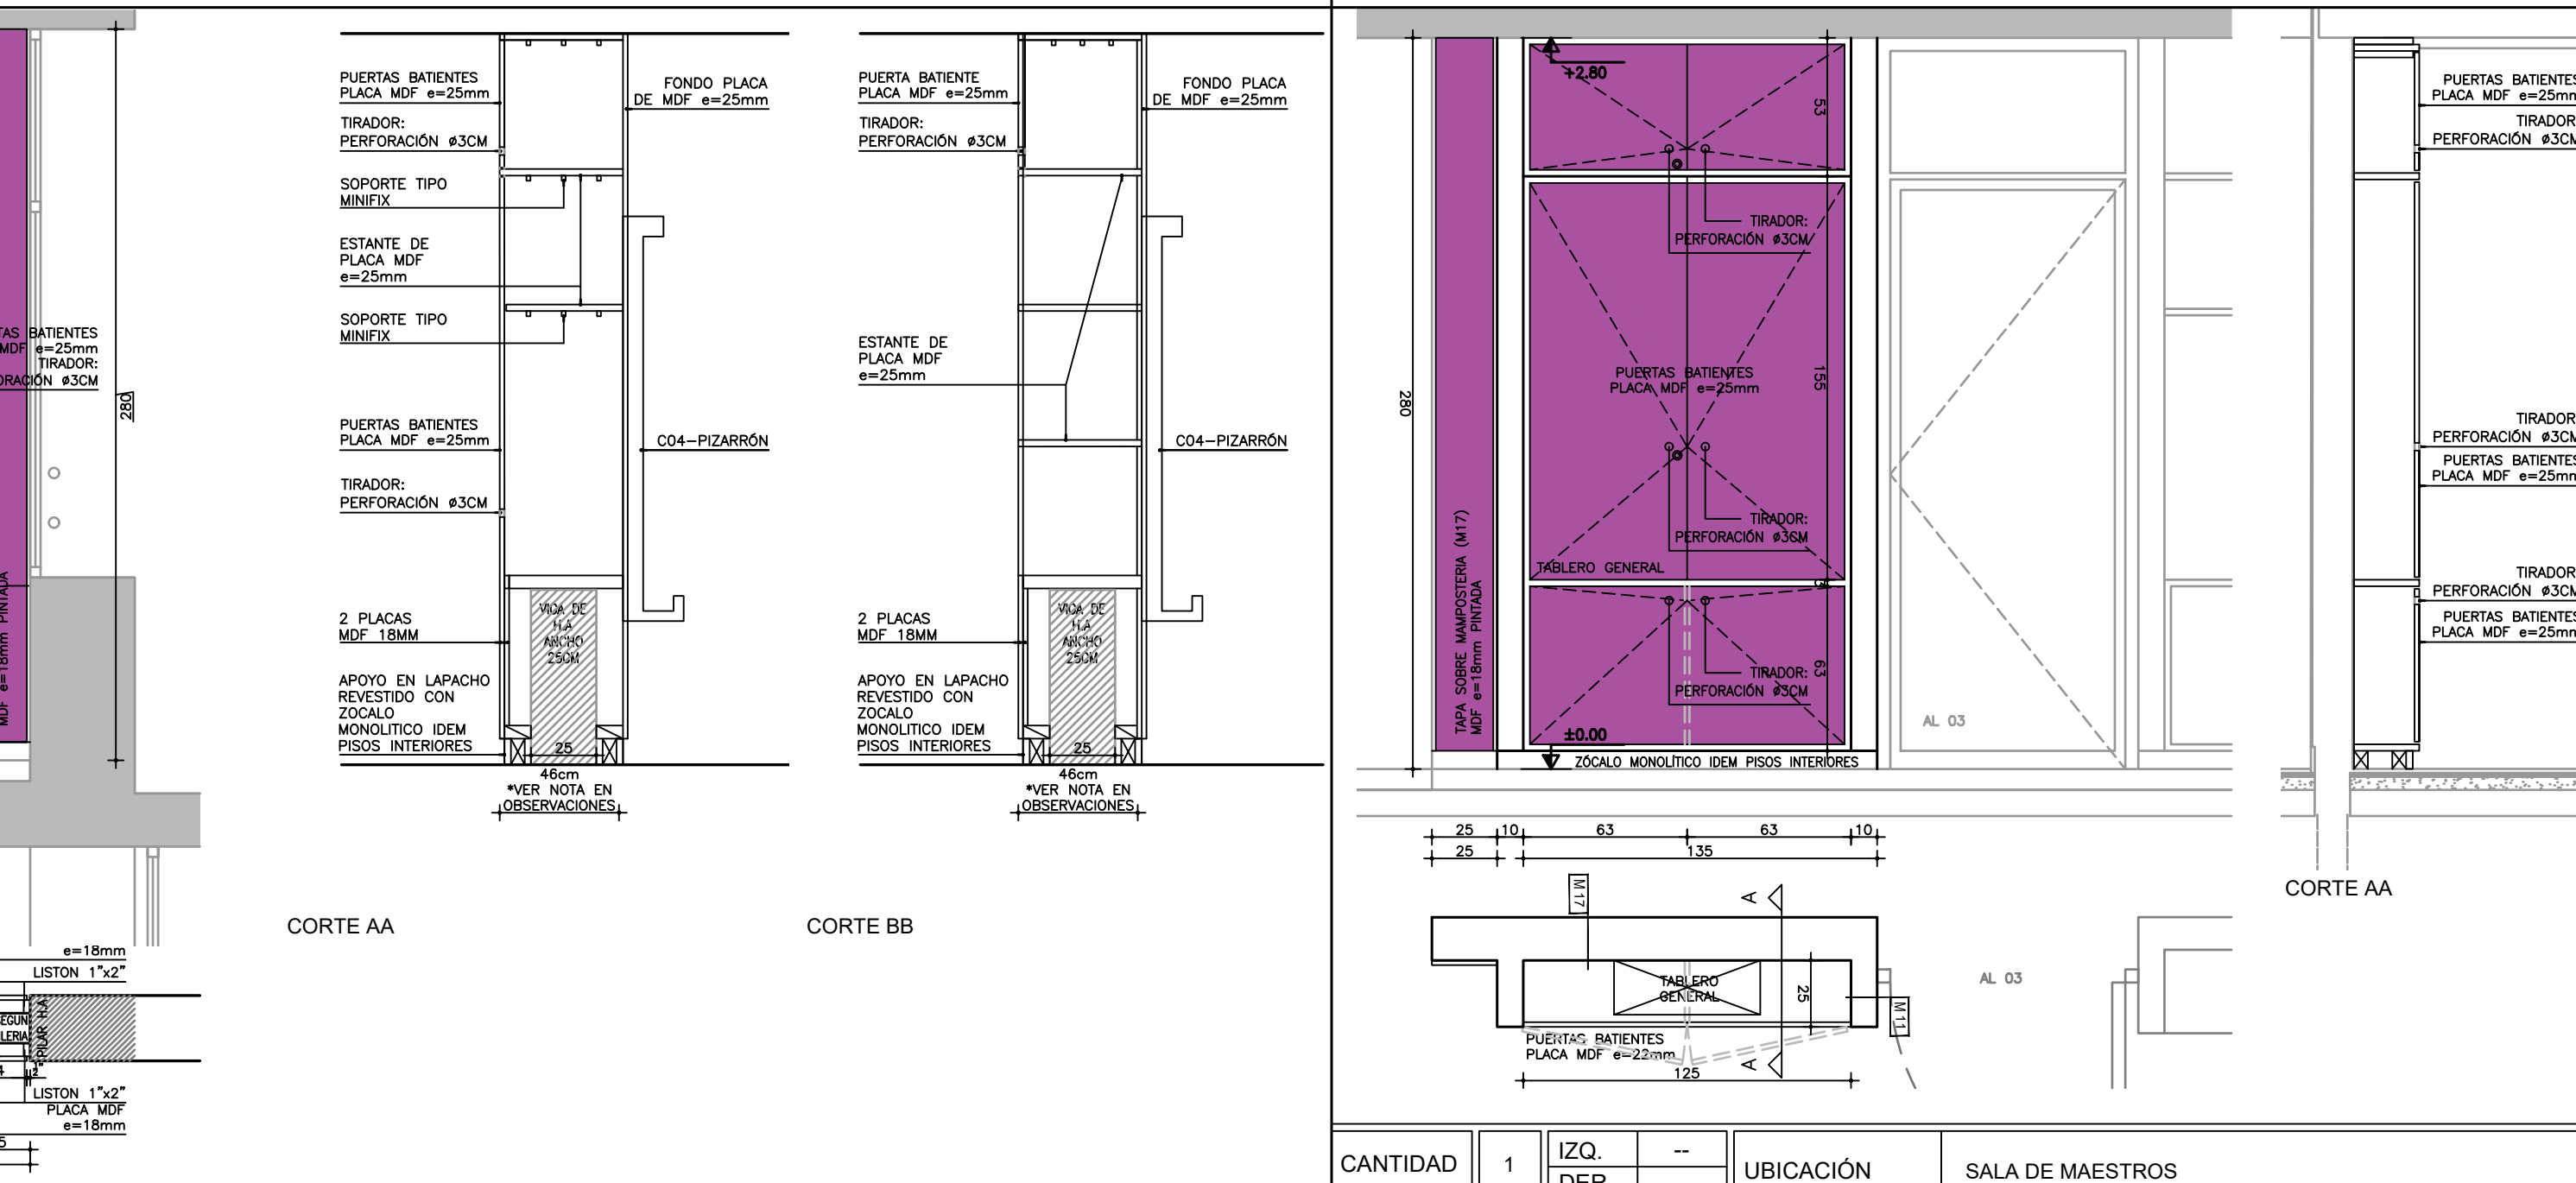 TAS BATIENTES
MDF e=25mm
TIRADOR:
ORACIÓN ø3CM
280
MDF e=18mm PINTADA
e=18mm
LISTON 1"x2"
PILAR H.A
LISTON 1"x2"
PLACA MDF
e=18mm
PUERTAS BATIENTES
PLACA MDF e=25mm
TIRADOR:
PERFORACIÓN ø3CM
SOPORTE TIPO
MINIFIX
ESTANTE DE
PLACA MDF
e=25mm
SOPORTE TIPO
MINIFIX
PUERTAS BATIENTES
PLACA MDF e=25mm
TIRADOR:
PERFORACIÓN ø3CM
2 PLACAS
MDF 18MM
APOYO EN LAPACHO
REVESTIDO CON
ZOCALO
MONOLITICO IDEM
PISOS INTERIORES
FONDO PLACA
DE MDF e=25mm
C04-PIZARRÓN
VIGA DE
H.A
ANCHO
25CM
25
46cm
*VER NOTA EN
OBSERVACIONES
CORTE AA
PUERTA BATIENTE
PLACA MDF e=25mm
TIRADOR:
PERFORACIÓN ø3CM
ESTANTE DE
PLACA MDF
e=25mm
2 PLACAS
MDF 18MM
APOYO EN LAPACHO
REVESTIDO CON
ZOCALO
MONOLITICO IDEM
PISOS INTERIORES
FONDO PLACA
DE MDF e=25mm
C04-PIZARRÓN
VIGA DE
H.A
ANCHO
25CM
25
46cm
*VER NOTA EN
OBSERVACIONES
CORTE BB
280
TAPA SOBRE MAMPOSTERIA (M17)
MDF e=18mm PINTADA
+2.80
53
TIRADOR:
PERFORACIÓN ø3CM
PUERTAS BATIENTES
PLACA MDF e=25mm
155
TIRADOR:
PERFORACIÓN ø3CM
TABLERO GENERAL
TIRADOR:
PERFORACIÓN ø3CM
63
±0.00
ZÓCALO MONOLÍTICO IDEM PISOS INTERIORES
AL 03
25 10 63 63 10
25 135
M17
A
TABLERO
GENERAL
25
M11
AL 03
PUERTAS BATIENTES
PLACA MDF e=22mm
A
125
PUERTAS BATIENTES
PLACA MDF e=25mm
TIRADOR:
PERFORACIÓN ø3CM
TIRADOR:
PERFORACIÓN ø3CM
PUERTAS BATIENTES
PLACA MDF e=25mm
TIRADOR:
PERFORACIÓN ø3CM
PUERTAS BATIENTES
PLACA MDF e=25mm
CORTE AA
CANTIDAD 1 IZQ. -- UBICACIÓN SALA DE MAESTROS
DER.